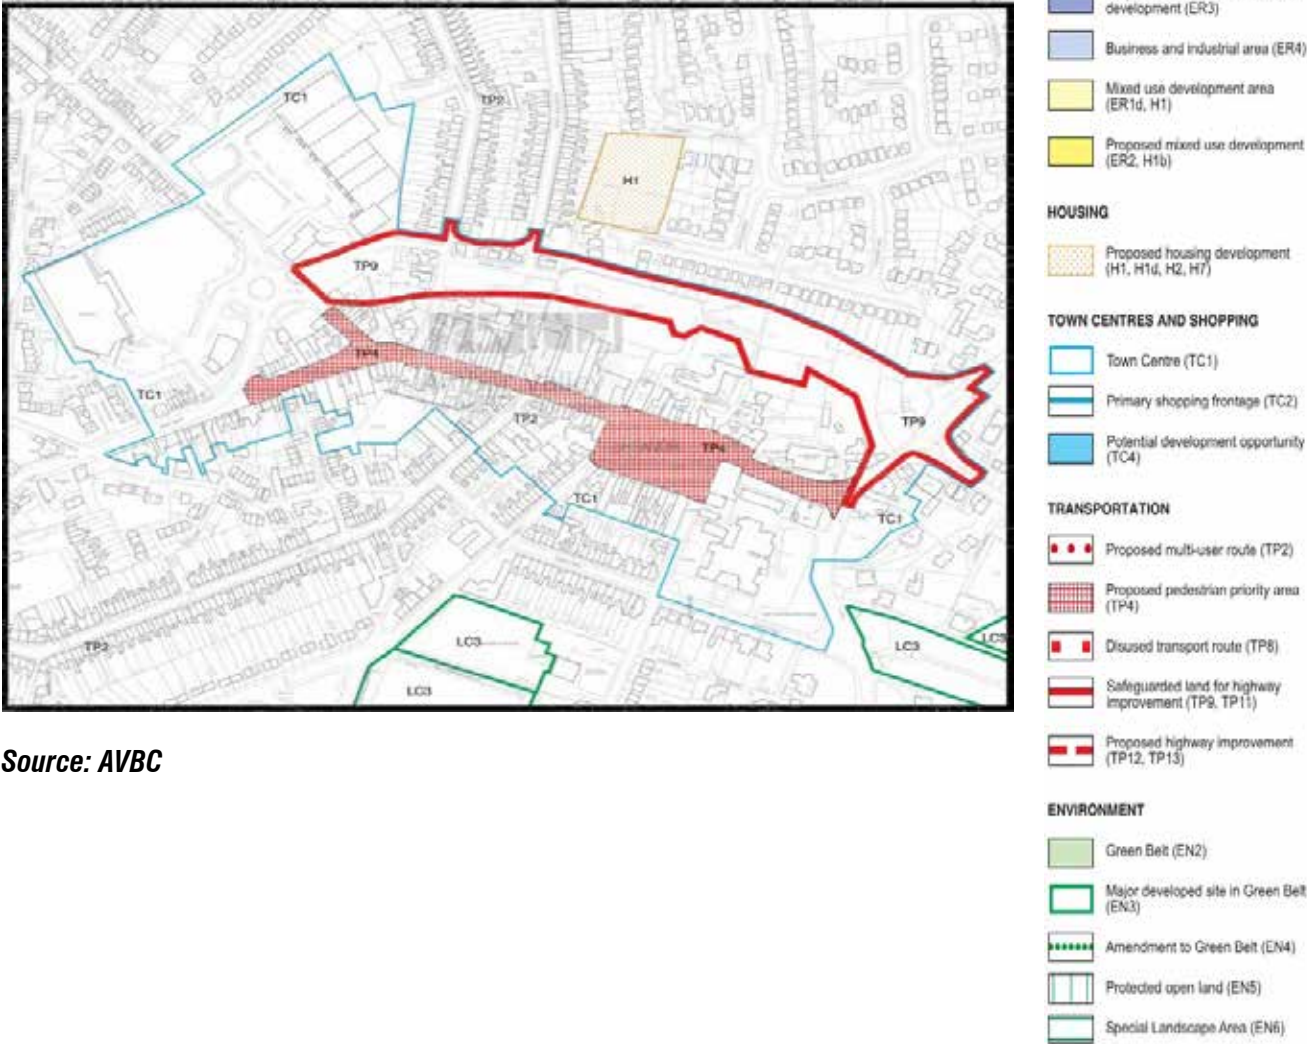 TC1
TP2
H1
TP9
TP4
TC1
TP2
TP9
TP4
TC1
TC1
LC3
LC3
LC3
TP2
LC3
Source: AVBC
development (ER3)
Business and industrial area (ER4)
Mixed use development area
(ER1d, H1)
Proposed mixed use development
(ER2, H1b)
HOUSING
Proposed housing development
(H1, H1d, H2, H7)
TOWN CENTRES AND SHOPPING
Town Centre (TC1)
Primary shopping frontage (TC2)
Potential development opportunity
(TC4)
TRANSPORTATION
Proposed multi-user route (TP2)
Proposed pedestrian priority area
(TP4)
Disused transport route (TP8)
Safeguarded land for highway
improvement (TP9, TP11)
Proposed highway improvement
(TP12, TP13)
ENVIRONMENT
Green Belt (EN2)
Major developed site in Green Belt
(EN3)
Amendment to Green Belt (EN4)
Protected open land (EN5)
Special Landscape Area (EN6)